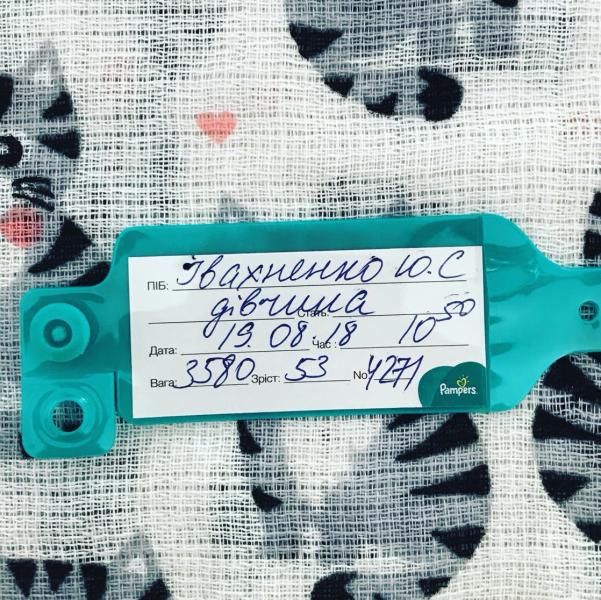 ПІБ: Івахненко Ю.С
дівчина Стать:
Дата: 19.08.18 Час: 10 50
Вага: 3580 Зріст: 53 No 4271
Pampers